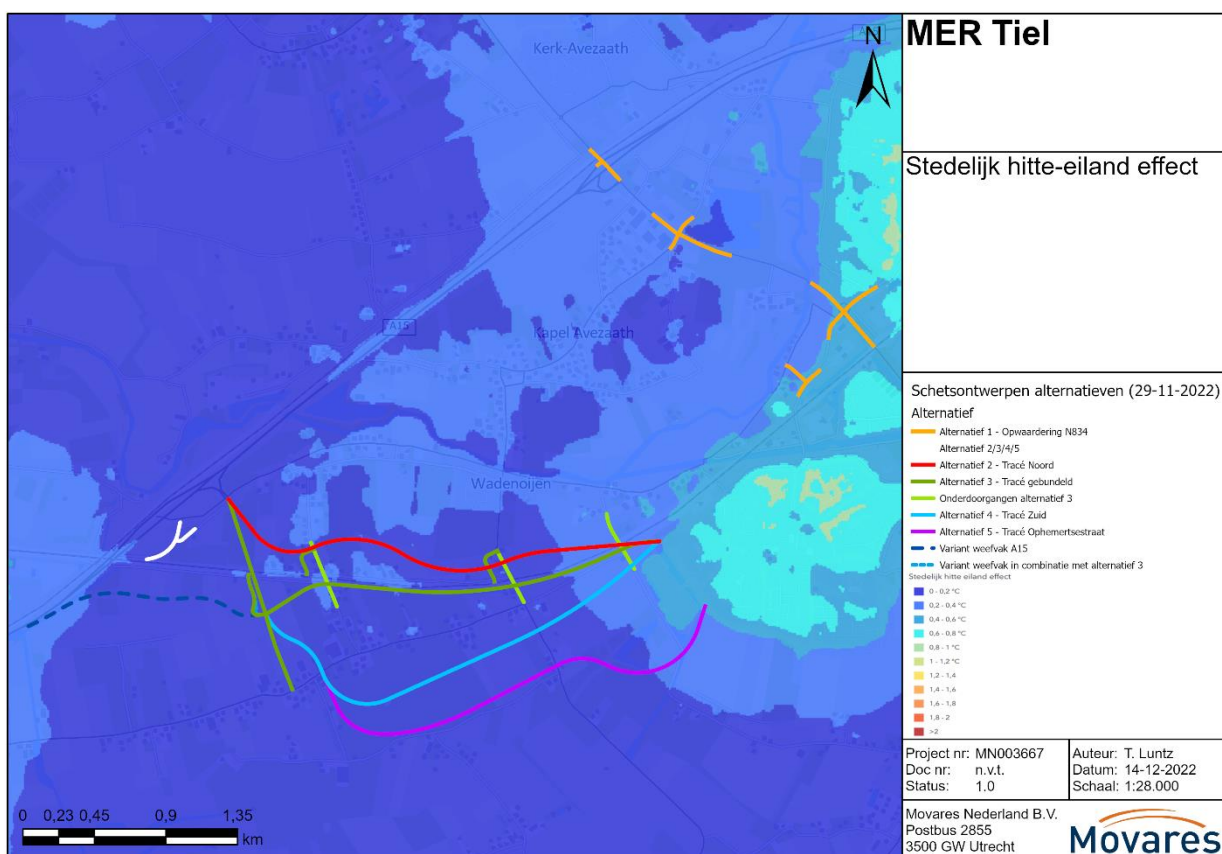 Kerk-Avezaath
A15
Kapel Avezaath
Wadenoijen
N
0 0,23 0,45 0,9 1,35
km
MER Tiel
Stedelijk hitte-eiland effect
Schetsontwerpen alternatieven (29-11-2022)
Alternatief
Alternatief 1 - Opwaardering N834
Alternatief 2/3/4/5
Alternatief 2 - Tracé Noord
Alternatief 3 - Tracé gebundeld
Onderdoorgangen alternatief 3
Alternatief 4 - Tracé Zuid
Alternatief 5 - Tracé Ophemertsestraat
Variant weefvak A15
Variant weefvak in combinatie met alternatief 3
Stedelijk hitte eiland effect
0 - 0,2 °C
0,2 - 0,4 °C
0,4 - 0,6 °C
0,6 - 0,8 °C
0,8 - 1 °C
1 - 1,2 °C
1,2 - 1,4
1,4 - 1,6
1,6 - 1,8
1,8 - 2
>2
Project nr: MN003667
Doc nr: n.v.t.
Status: 1.0
Auteur: T. Luntz
Datum: 14-12-2022
Schaal: 1:28.000
Movares Nederland B.V.
Postbus 2855
3500 GW Utrecht
Movares